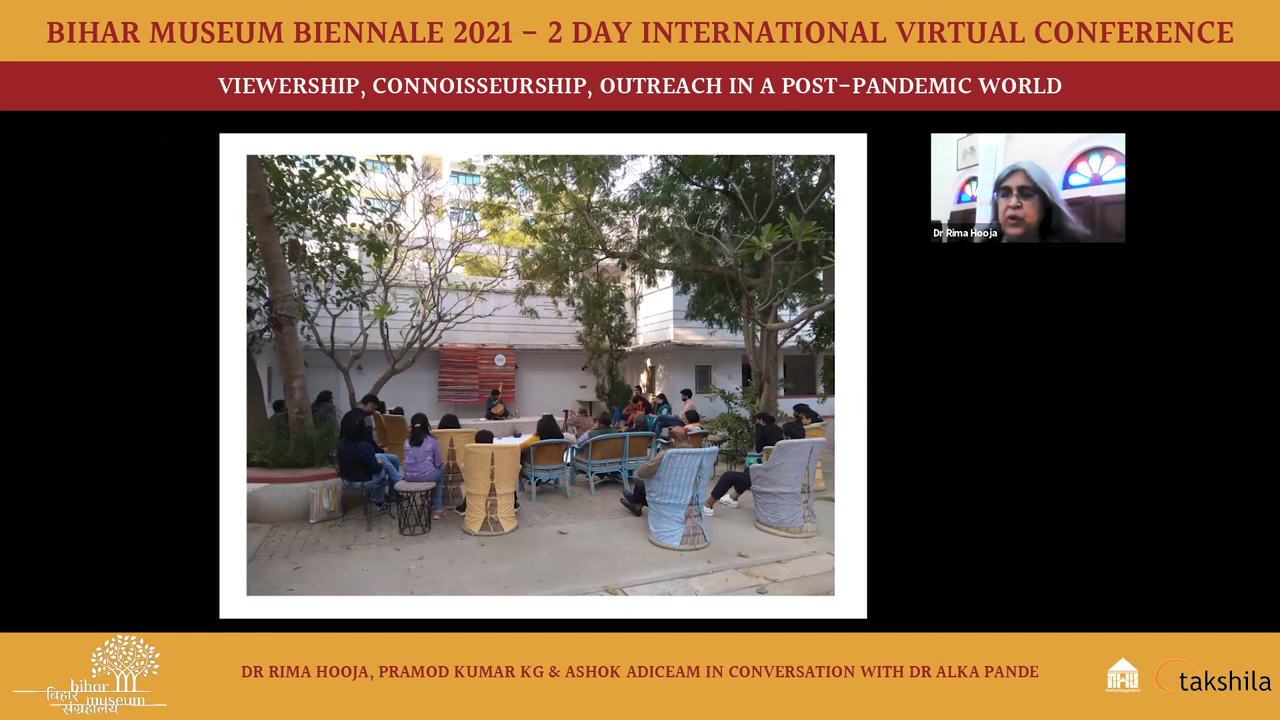 BIHAR MUSEUM BIENNALE 2021 – 2 DAY INTERNATIONAL VIRTUAL CONFERENCE
VIEWERSHIP, CONNOISSEURSHIP, OUTREACH IN A POST–PANDEMIC WORLD
Dr Rima Hooja
DR RIMA HOOJA, PRAMOD KUMAR KG & ASHOK ADICEAM IN CONVERSATION WITH DR ALKA PANDE
bihar
बिहार museum
संग्रहालय
takshila